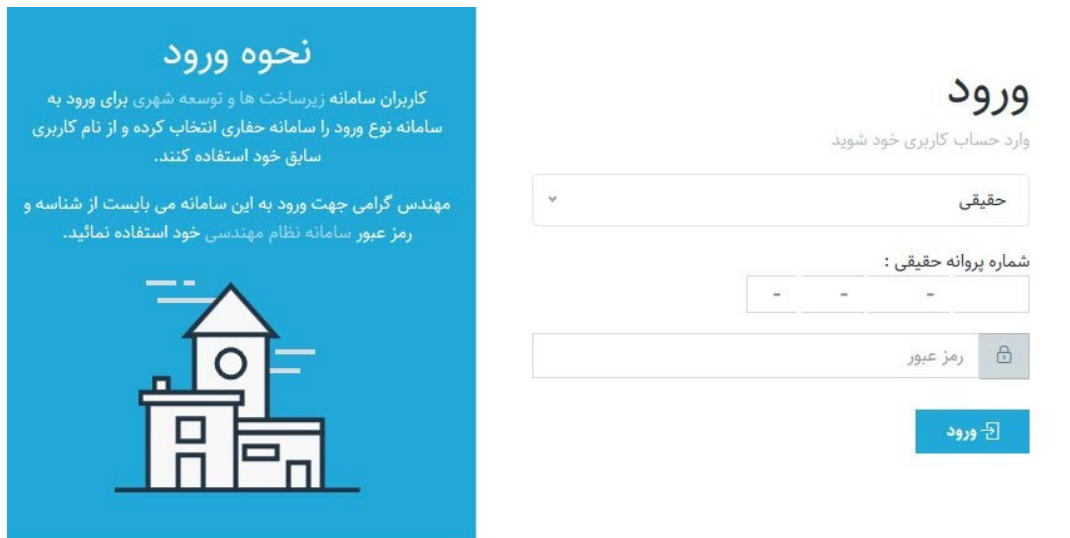 ورود
وارد حساب کاربری خود شوید
حقیقی
شماره پروانه حقیقی :
- - -
رمز عبور
ورود
نحوه ورود
کاربران سامانه زیرساخت ها و توسعه شهری برای ورود به
سامانه نوع ورود را سامانه حفاری انتخاب کرده و از نام کاربری
سابق خود استفاده کنند.
مهندس گرامی جهت ورود به این سامانه می بایست از شناسه و
رمز عبور سامانه نظام مهندسی خود استفاده نمائید.